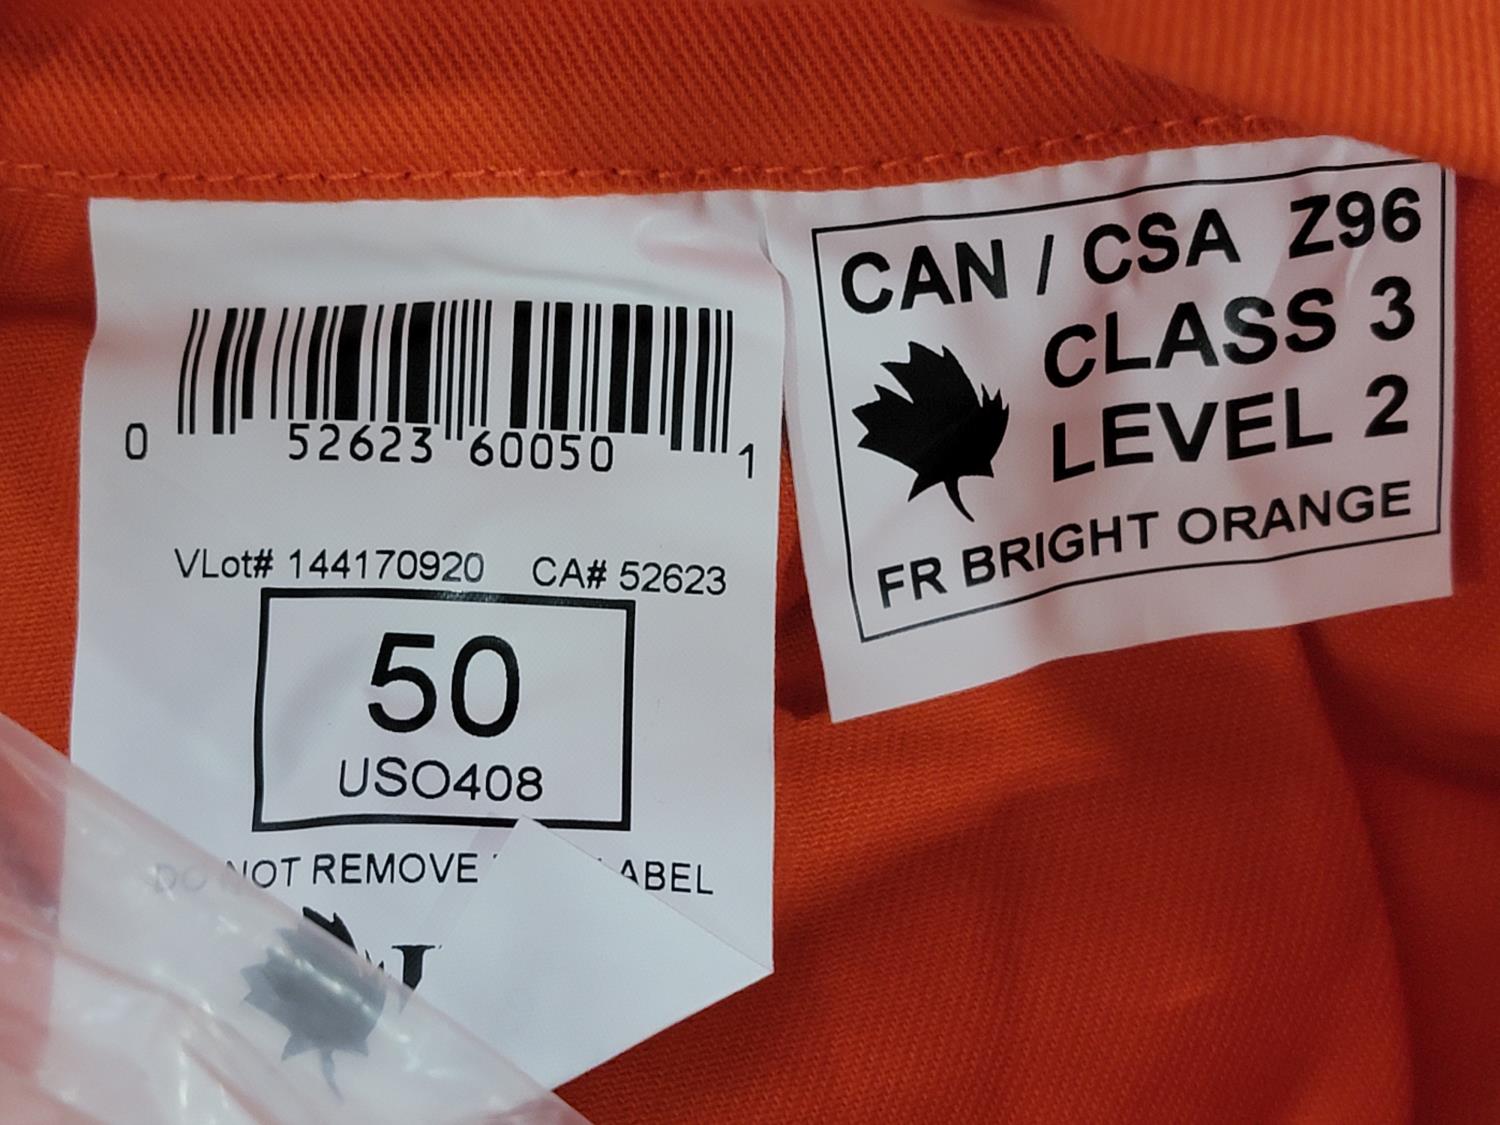 0 52623 60050 1
VLot# 144170920 CA# 52623
50
USO408
NOT REMOVE
CAN / CSA Z96
CLASS 3
LEVEL 2
FR BRIGHT ORANGE